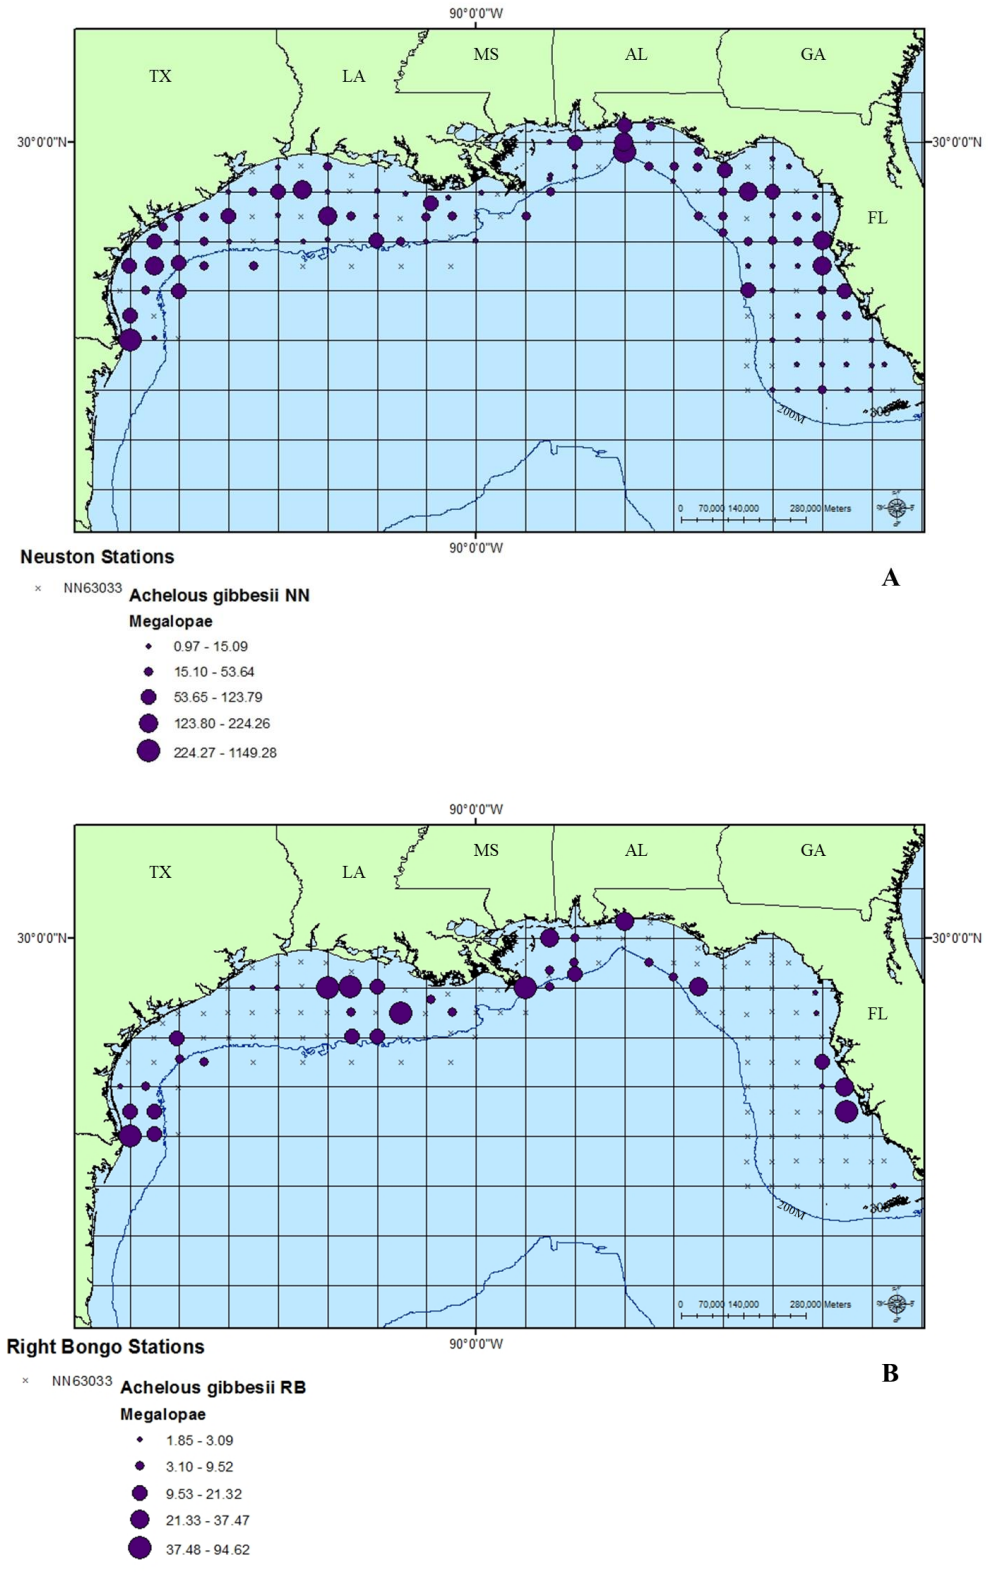 90°0'0"W
TX
LA
MS
AL
GA
30°0'0"N
30°0'0"N
FL
200M
0 70,000 140,000 280,000 Meters
90°0'0"W
Neuston Stations
× NN63033
Achelous gibbesii NN
A
Megalopae
0.97 - 15.09
15.10 - 53.64
53.65 - 123.79
123.80 - 224.26
224.27 - 1149.28
90°0'0"W
TX
LA
MS
AL
GA
30°0'0"N
30°0'0"N
FL
200M
0 70,000 140,000 280,000 Meters
90°0'0"W
Right Bongo Stations
B
× NN63033
Achelous gibbesii RB
Megalopae
1.85 - 3.09
3.10 - 9.52
9.53 - 21.32
21.33 - 37.47
37.48 - 94.62